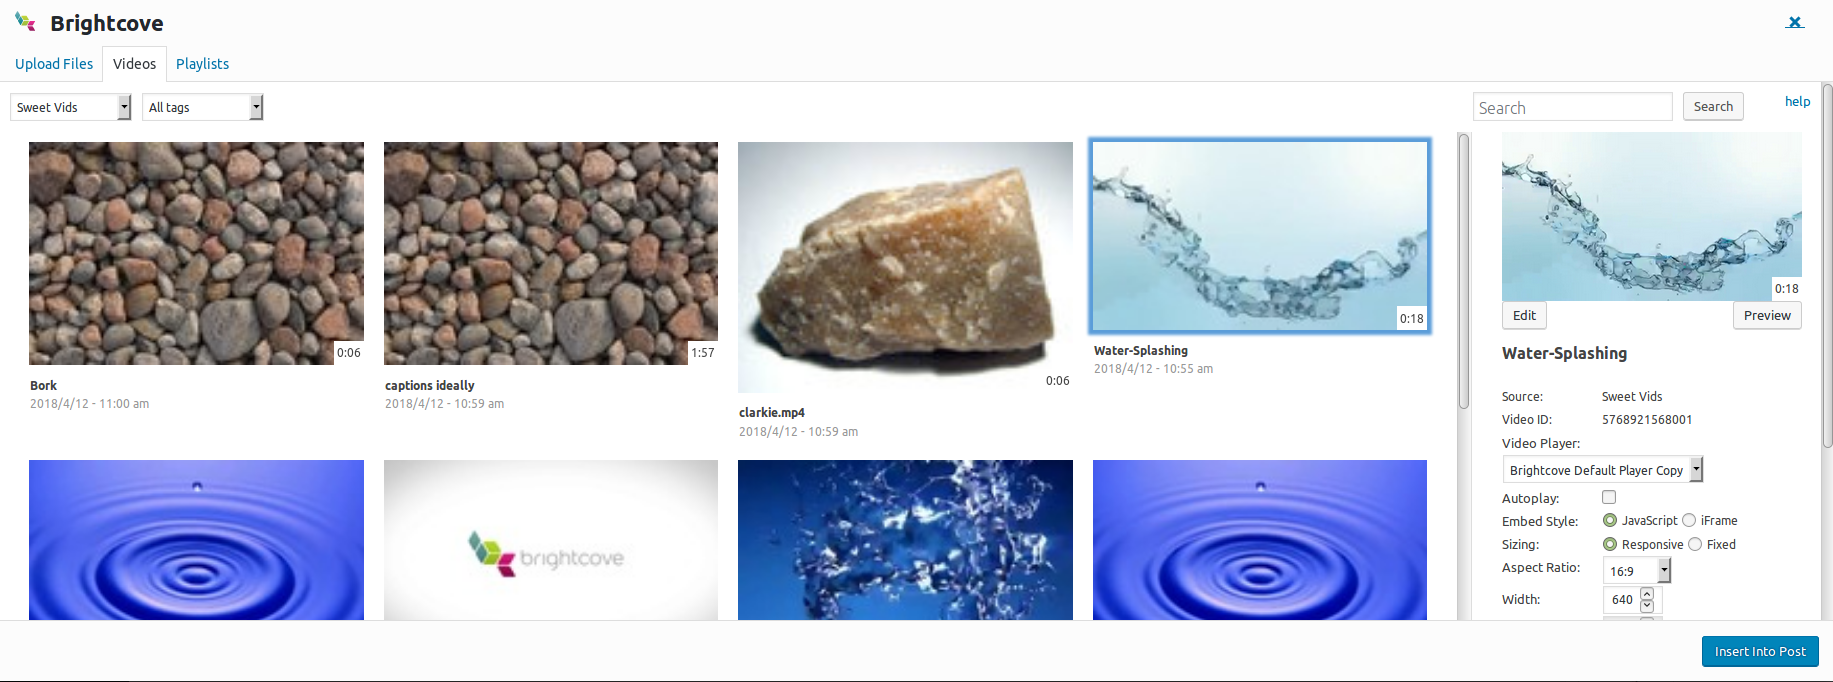 Brightcove
×
Upload Files
Videos
Playlists
Sweet Vids
All tags
Search
Search
help
0:06
Bork
2018/4/12 - 11:00 am
1:57
captions ideally
2018/4/12 - 10:59 am
0:06
clarkie.mp4
2018/4/12 - 10:59 am
0:18
Water-Splashing
2018/4/12 - 10:55 am
brightcove
0:18
Edit
Preview
Water-Splashing
Source: Sweet Vids
Video ID: 5768921568001
Video Player:
Brightcove Default Player Copy
Autoplay:
Embed Style: JavaScript iFrame
Sizing: Responsive Fixed
Aspect Ratio: 16:9
Width: 640
Insert Into Post